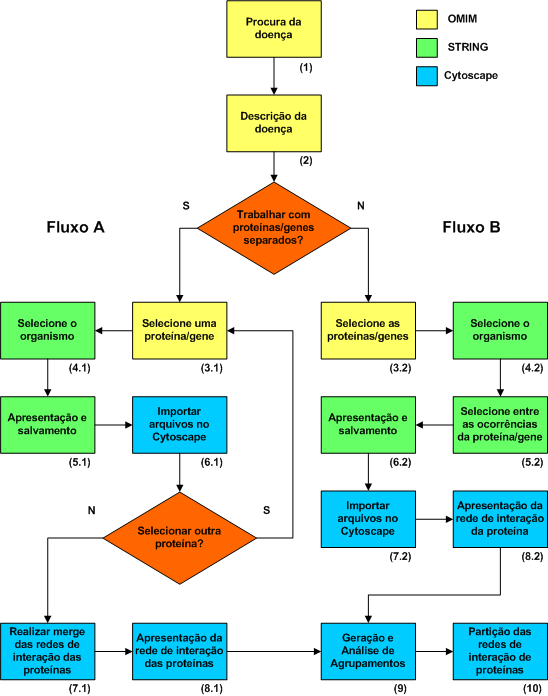 Procura da
doença
(1)
OMIM
STRING
Cytoscape
Descrição da
doença
(2)
Trabalhar com
proteínas/genes
separados?
S
N
Fluxo A
Fluxo B
Selecione o
organismo
(4.1)
Selecione uma
proteína/gene
(3.1)
Selecione as
proteínas/genes
(3.2)
Selecione o
organismo
(4.2)
Apresentação e
salvamento
(5.1)
Importar
arquivos no
Cytoscape
(6.1)
Apresentação e
salvamento
(6.2)
Selecione entre
as ocorrências
da proteína/gene
(5.2)
Selecionar outra
proteína?
N
S
Importar
arquivos no
Cytoscape
(7.2)
Apresentação da
rede de interação
da proteína
(8.2)
Realizar merge
das redes de
interação das
proteínas
(7.1)
Apresentação da
rede de interação
das proteínas
(8.1)
Geração e
Análise de
Agrupamentos
(9)
Partição das
redes de
interação de
proteínas
(10)